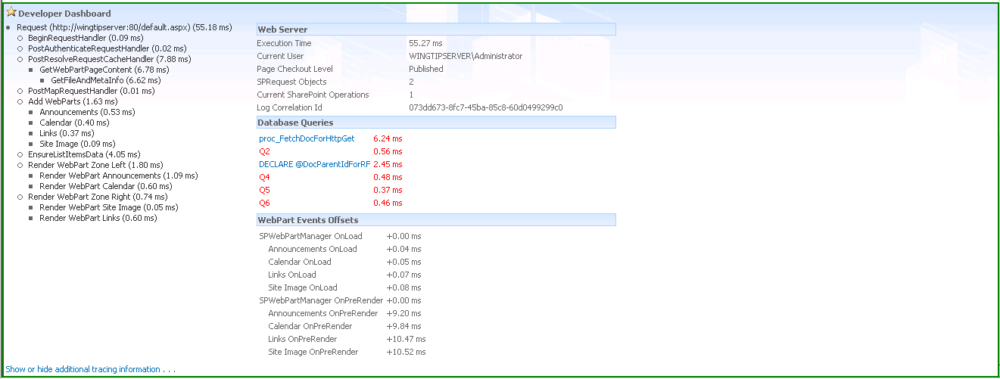 Developer Dashboard
Request (http://wingtipserver:80/default.aspx) (55.18 ms)
BeginRequestHandler (0.09 ms)
PostAuthenticateRequestHandler (0.02 ms)
PostResolveRequestCacheHandler (7.88 ms)
GetWebPartPageContent (6.78 ms)
GetFileAndMetaInfo (6.62 ms)
PostMapRequestHandler (0.01 ms)
Add WebParts (1.63 ms)
Announcements (0.53 ms)
Calendar (0.40 ms)
Links (0.37 ms)
Site Image (0.09 ms)
EnsureListItemsData (4.05 ms)
Render WebPart Zone Left (1.80 ms)
Render WebPart Announcements (1.09 ms)
Render WebPart Calendar (0.60 ms)
Render WebPart Zone Right (0.74 ms)
Render WebPart Site Image (0.05 ms)
Render WebPart Links (0.60 ms)
Web Server
Execution Time 55.27 ms
Current User WINGTIPSERVER\Administrator
Page Checkout Level Published
SPRequest Objects 2
Current SharePoint Operations 1
Log Correlation Id 073dd673-8fc7-45ba-85c8-60d0499299c0
Database Queries
proc_FetchDocForHttpGet 6.24 ms
Q2 0.56 ms
DECLARE @DocParentIdForRF 2.45 ms
Q4 0.48 ms
Q5 0.37 ms
Q6 0.46 ms
WebPart Events Offsets
SPWebPartManager OnLoad +0.00 ms
Announcements OnLoad +0.04 ms
Calendar OnLoad +0.05 ms
Links OnLoad +0.07 ms
Site Image OnLoad +0.08 ms
SPWebPartManager OnPreRender +0.00 ms
Announcements OnPreRender +9.20 ms
Calendar OnPreRender +9.84 ms
Links OnPreRender +10.47 ms
Site Image OnPreRender +10.52 ms
Show or hide additional tracing information . . .